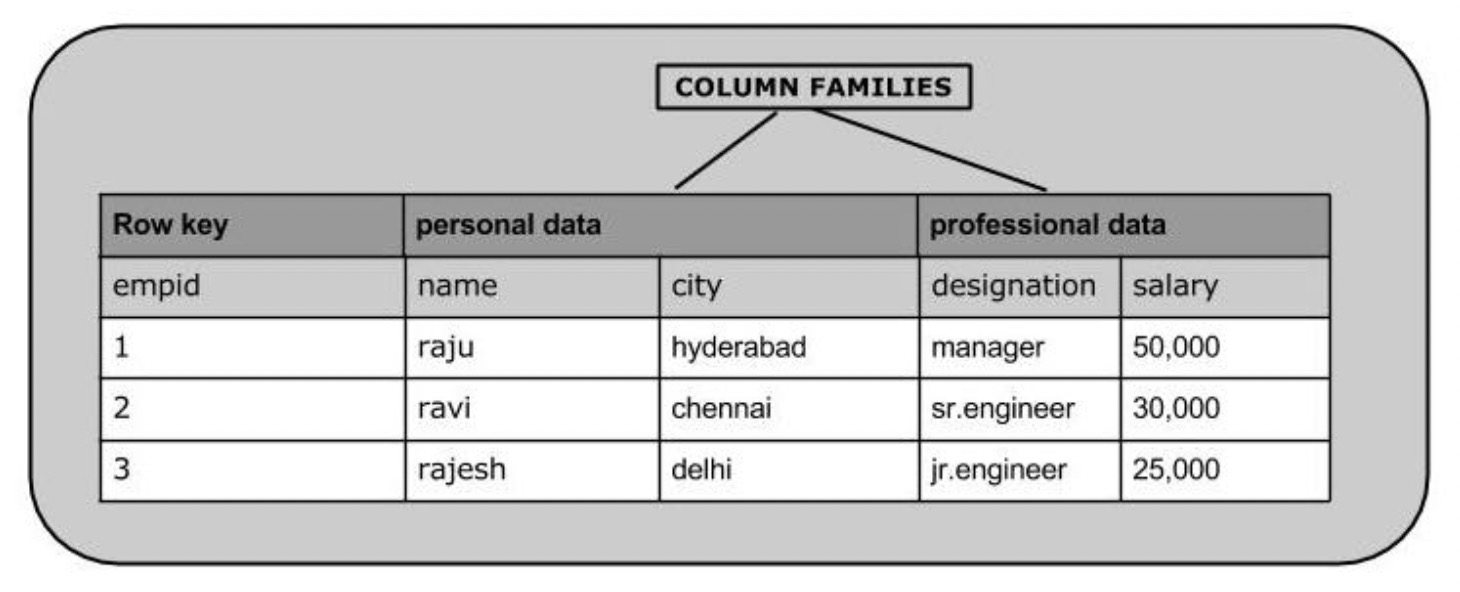 COLUMN FAMILIES
Row key personal data professional data
empid name city designation salary
1 raju hyderabad manager 50,000
2 ravi chennai sr.engineer 30,000
3 rajesh delhi jr.engineer 25,000